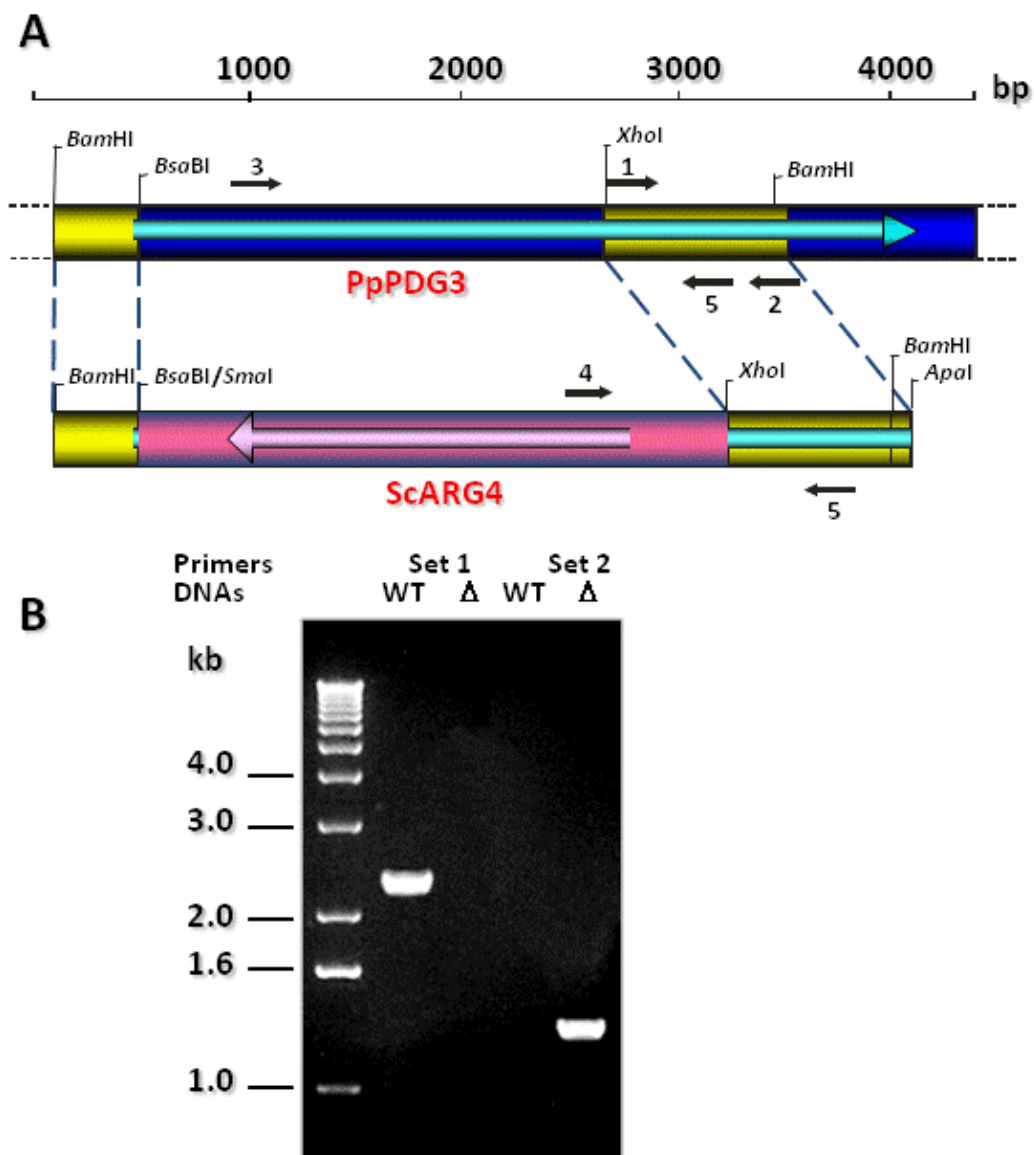 A
1000 2000 3000 4000
bp
BamHI BsaBI 3 XhoI 1 BamHI
PpPDG3 5 2
BamHI BsaBI/SmaI 4 XhoI BamHI ApaI
ScARG4 5
Primers Set 1 Set 2
DNAs WT Δ WT Δ
B
kb
4.0
3.0
2.0
1.6
1.0